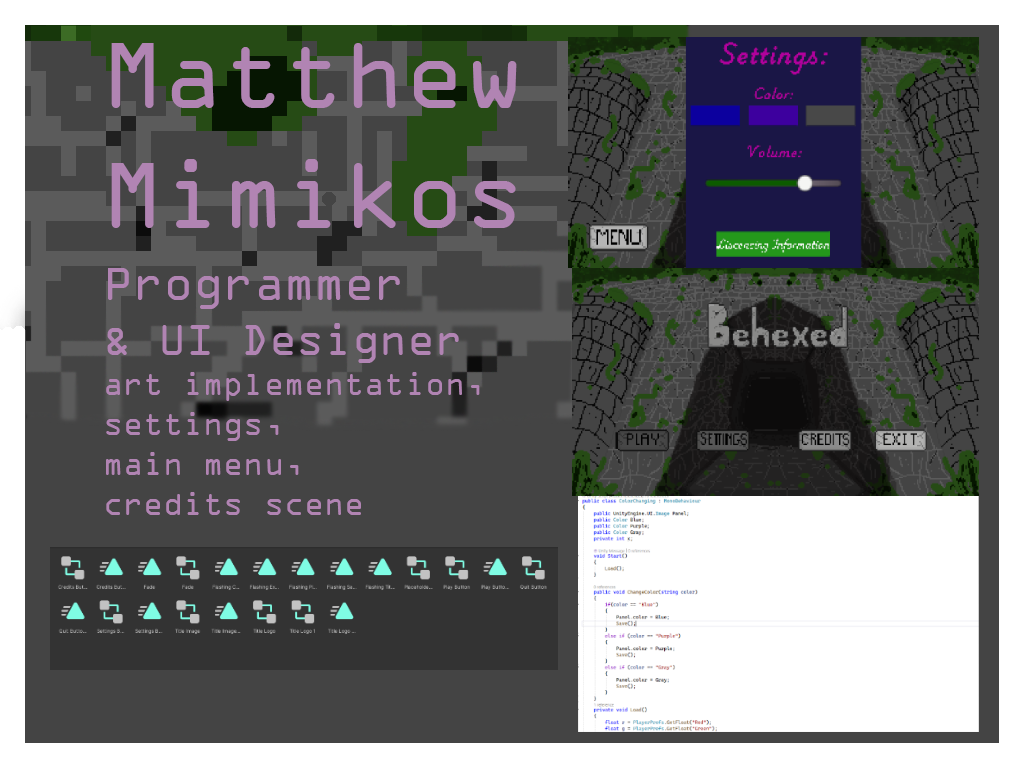 Matthew
Mimikos
Programmer
& UI Designer
art implementation,
settings,
main menu,
credits scene
Credits But...
Credits But...
Fade
Fade
Flashing C...
Flashing Ex...
Flashing Pl...
Flashing Se...
Flashing Tit...
Placeholde...
Play Button
Play Butto...
Quit Button
Quit Butto...
Settings B...
Settings B...
Title Image
Title Image...
Title Logo
Title Logo 1
Title Logo ...
Settings:
Color:
Volume:
MENU
Liscenzing Information
Behexed
PLAY
SETTINGS
CREDITS
EXIT
public class ColorChanging : MonoBehaviour
{
public UnityEngine.UI.Image Panel;
public Color Blue;
public Color Purple;
public Color Gray;
private int x;
void Start()
{
Load();
}
public void ChangeColor(string color)
{
if(color == "Blue")
{
Panel.color = Blue;
Save();
}
else if (color == "Purple")
{
Panel.color = Purple;
Save();
}
else if (color == "Gray")
{
Panel.color = Gray;
Save();
}
}
private void Load()
{
float r = PlayerPrefs.GetFloat("Red");
float g = PlayerPrefs.GetFloat("Green");